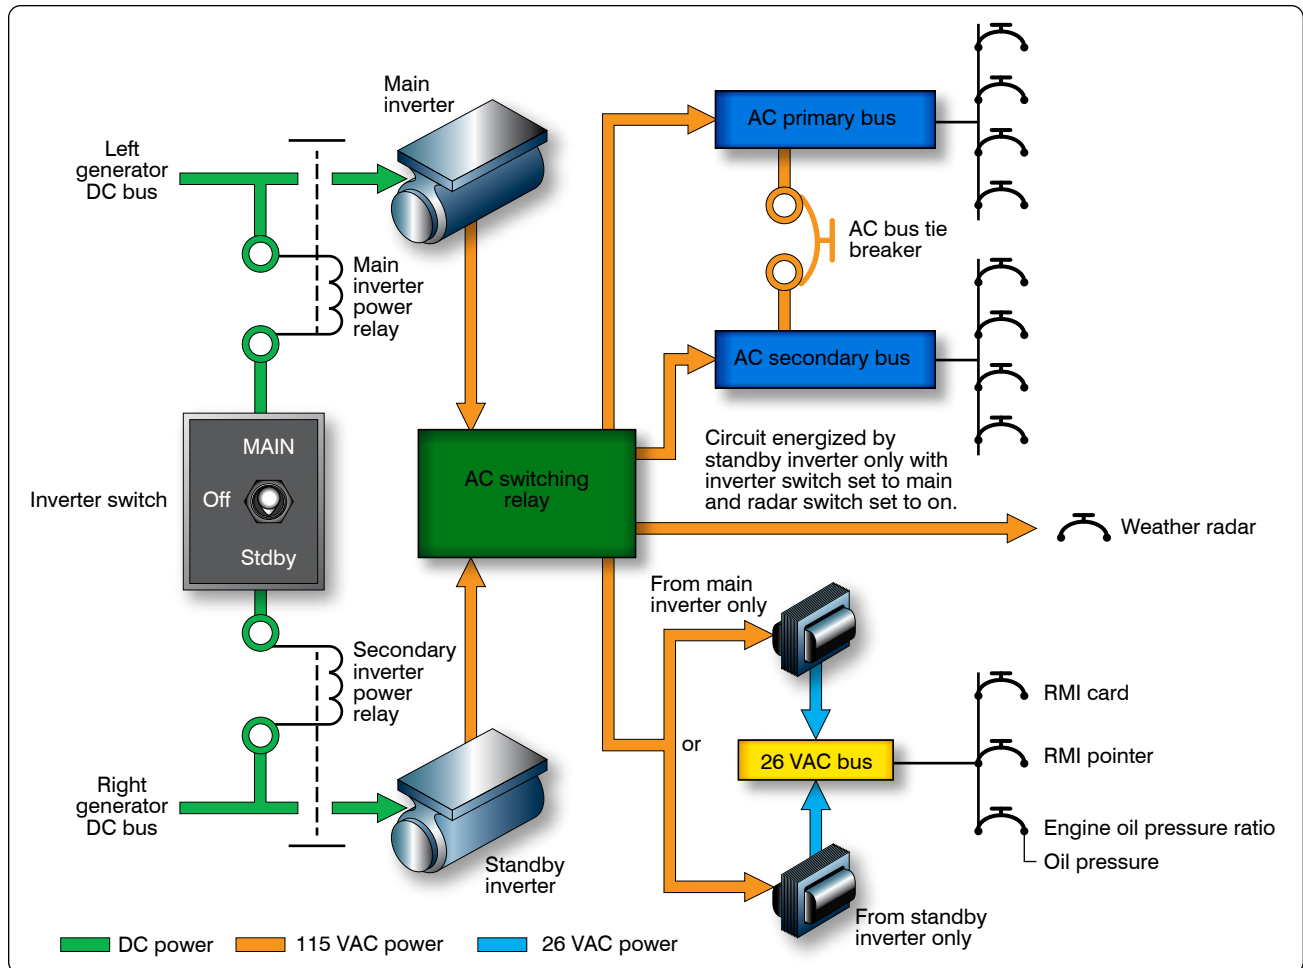 Main
inverter
Left
generator
DC bus
AC primary bus
AC bus tie
breaker
Main
inverter
power
relay
AC secondary bus
MAIN
Off
Stdby
Inverter switch
AC switching
relay
Circuit energized by
standby inverter only with
inverter switch set to main
and radar switch set to on.
Weather radar
From main
inverter only
Secondary
inverter
power
relay
or
26 VAC bus
RMI card
RMI pointer
Engine oil pressure ratio
Oil pressure
Right
generator
DC bus
Standby
inverter
From standby
inverter only
DC power
115 VAC power
26 VAC power